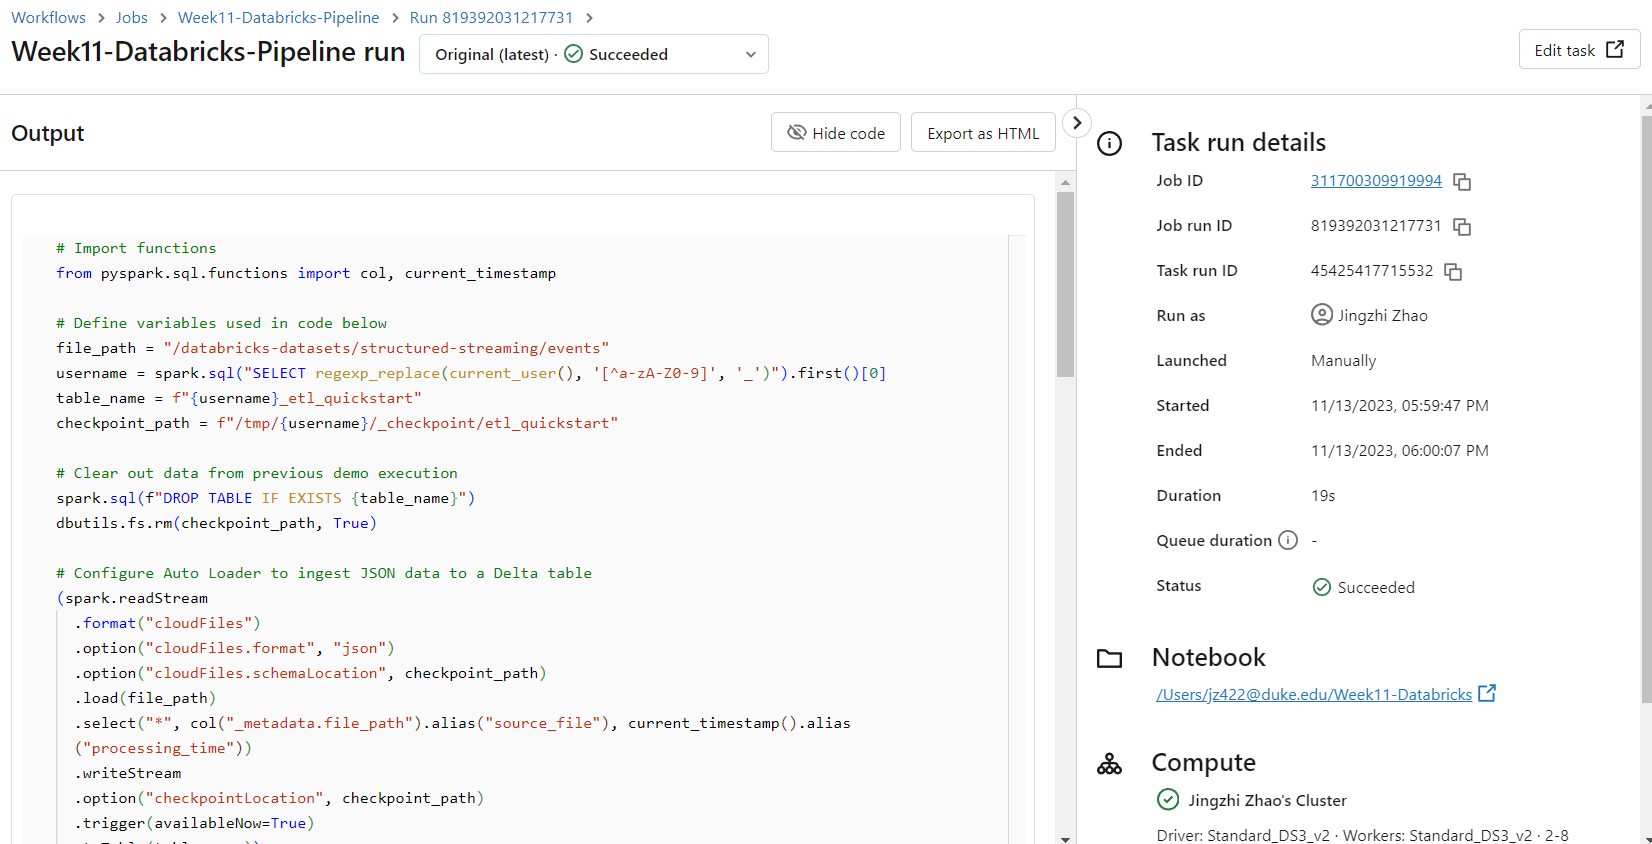 Workflows > Jobs > Week11-Databricks-Pipeline > Run 819392031217731 >
Week11-Databricks-Pipeline run
Original (latest) · Succeeded
Edit task
Output
Hide code
Export as HTML
# Import functions
from pyspark.sql.functions import col, current_timestamp
# Define variables used in code below
file_path = "/databricks-datasets/structured-streaming/events"
username = spark.sql("SELECT regexp_replace(current_user(), '[^a-zA-Z0-9]', '_')").first()[0]
table_name = f"{username}_etl_quickstart"
checkpoint_path = f"/tmp/{username}/_checkpoint/etl_quickstart"
# Clear out data from previous demo execution
spark.sql(f"DROP TABLE IF EXISTS {table_name}")
dbutils.fs.rm(checkpoint_path, True)
# Configure Auto Loader to ingest JSON data to a Delta table
(spark.readStream
.format("cloudFiles")
.option("cloudFiles.format", "json")
.option("cloudFiles.schemaLocation", checkpoint_path)
.load(file_path)
.select("*", col("_metadata.file_path").alias("source_file"), current_timestamp().alias
("processing_time"))
.writeStream
.option("checkpointLocation", checkpoint_path)
.trigger(availableNow=True)
Task run details
Job ID 311700309919994
Job run ID 819392031217731
Task run ID 45425417715532
Run as Jingzhi Zhao
Launched Manually
Started 11/13/2023, 05:59:47 PM
Ended 11/13/2023, 06:00:07 PM
Duration 19s
Queue duration -
Status Succeeded
Notebook
/Users/jz422@duke.edu/Week11-Databricks
Compute
Jingzhi Zhao's Cluster
Driver: Standard_DS3_v2 · Workers: Standard_DS3_v2 · 2-8